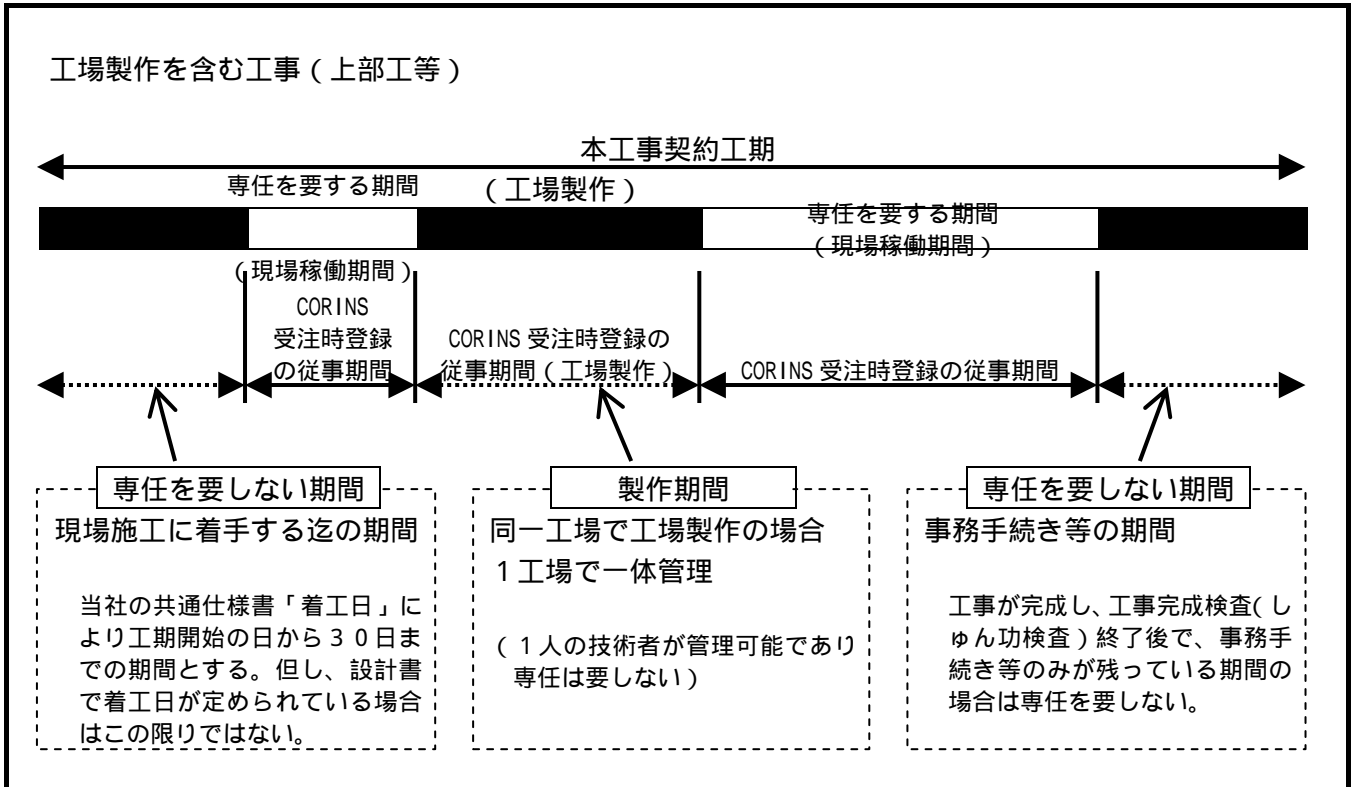 工場製作を含む工事（上部工等）
本工事契約工期
専任を要する期間
（工場製作）
専任を要する期間
（現場稼働期間）
（現場稼働期間）
CORINS
受注時登録
の従事期間
CORINS 受注時登録の
従事期間（工場製作）
CORINS 受注時登録の従事期間
専任を要しない期間
現場施工に着手する迄の期間
当社の共通仕様書「着工日」に
より工期開始の日から３０日ま
での期間とする。但し、設計書
で着工日が定められている場合
はこの限りではない。
製作期間
同一工場で工場製作の場合
１工場で一体管理
（１人の技術者が管理可能であり
専任は要しない）
専任を要しない期間
事務手続き等の期間
工事が完成し、工事完成検査（し
ゅん功検査）終了後で、事務手
続き等のみが残っている期間の
場合は専任を要しない。